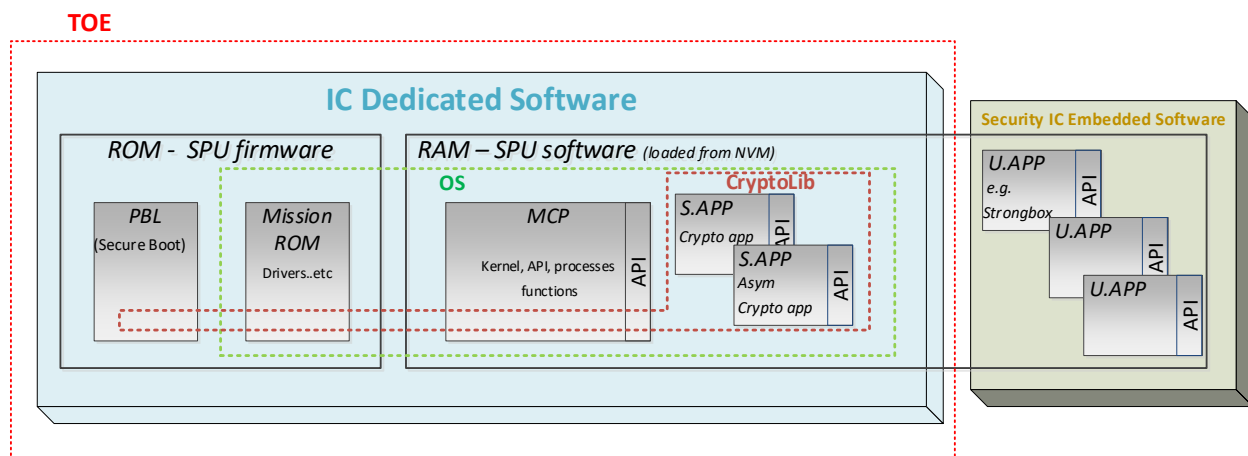 TOE
IC Dedicated Software
Security IC Embedded Software
ROM - SPU firmware
RAM – SPU software (loaded from NVM)
OS
CryptoLib
PBL
(Secure Boot)
Mission
ROM
Drivers..etc
MCP
Kernel, API, processes
functions
API
S.APP
Crypto app
API
S.APP
Asym
Crypto app
API
U.APP
e.g.
Strongbox
API
U.APP
API
U.APP
API